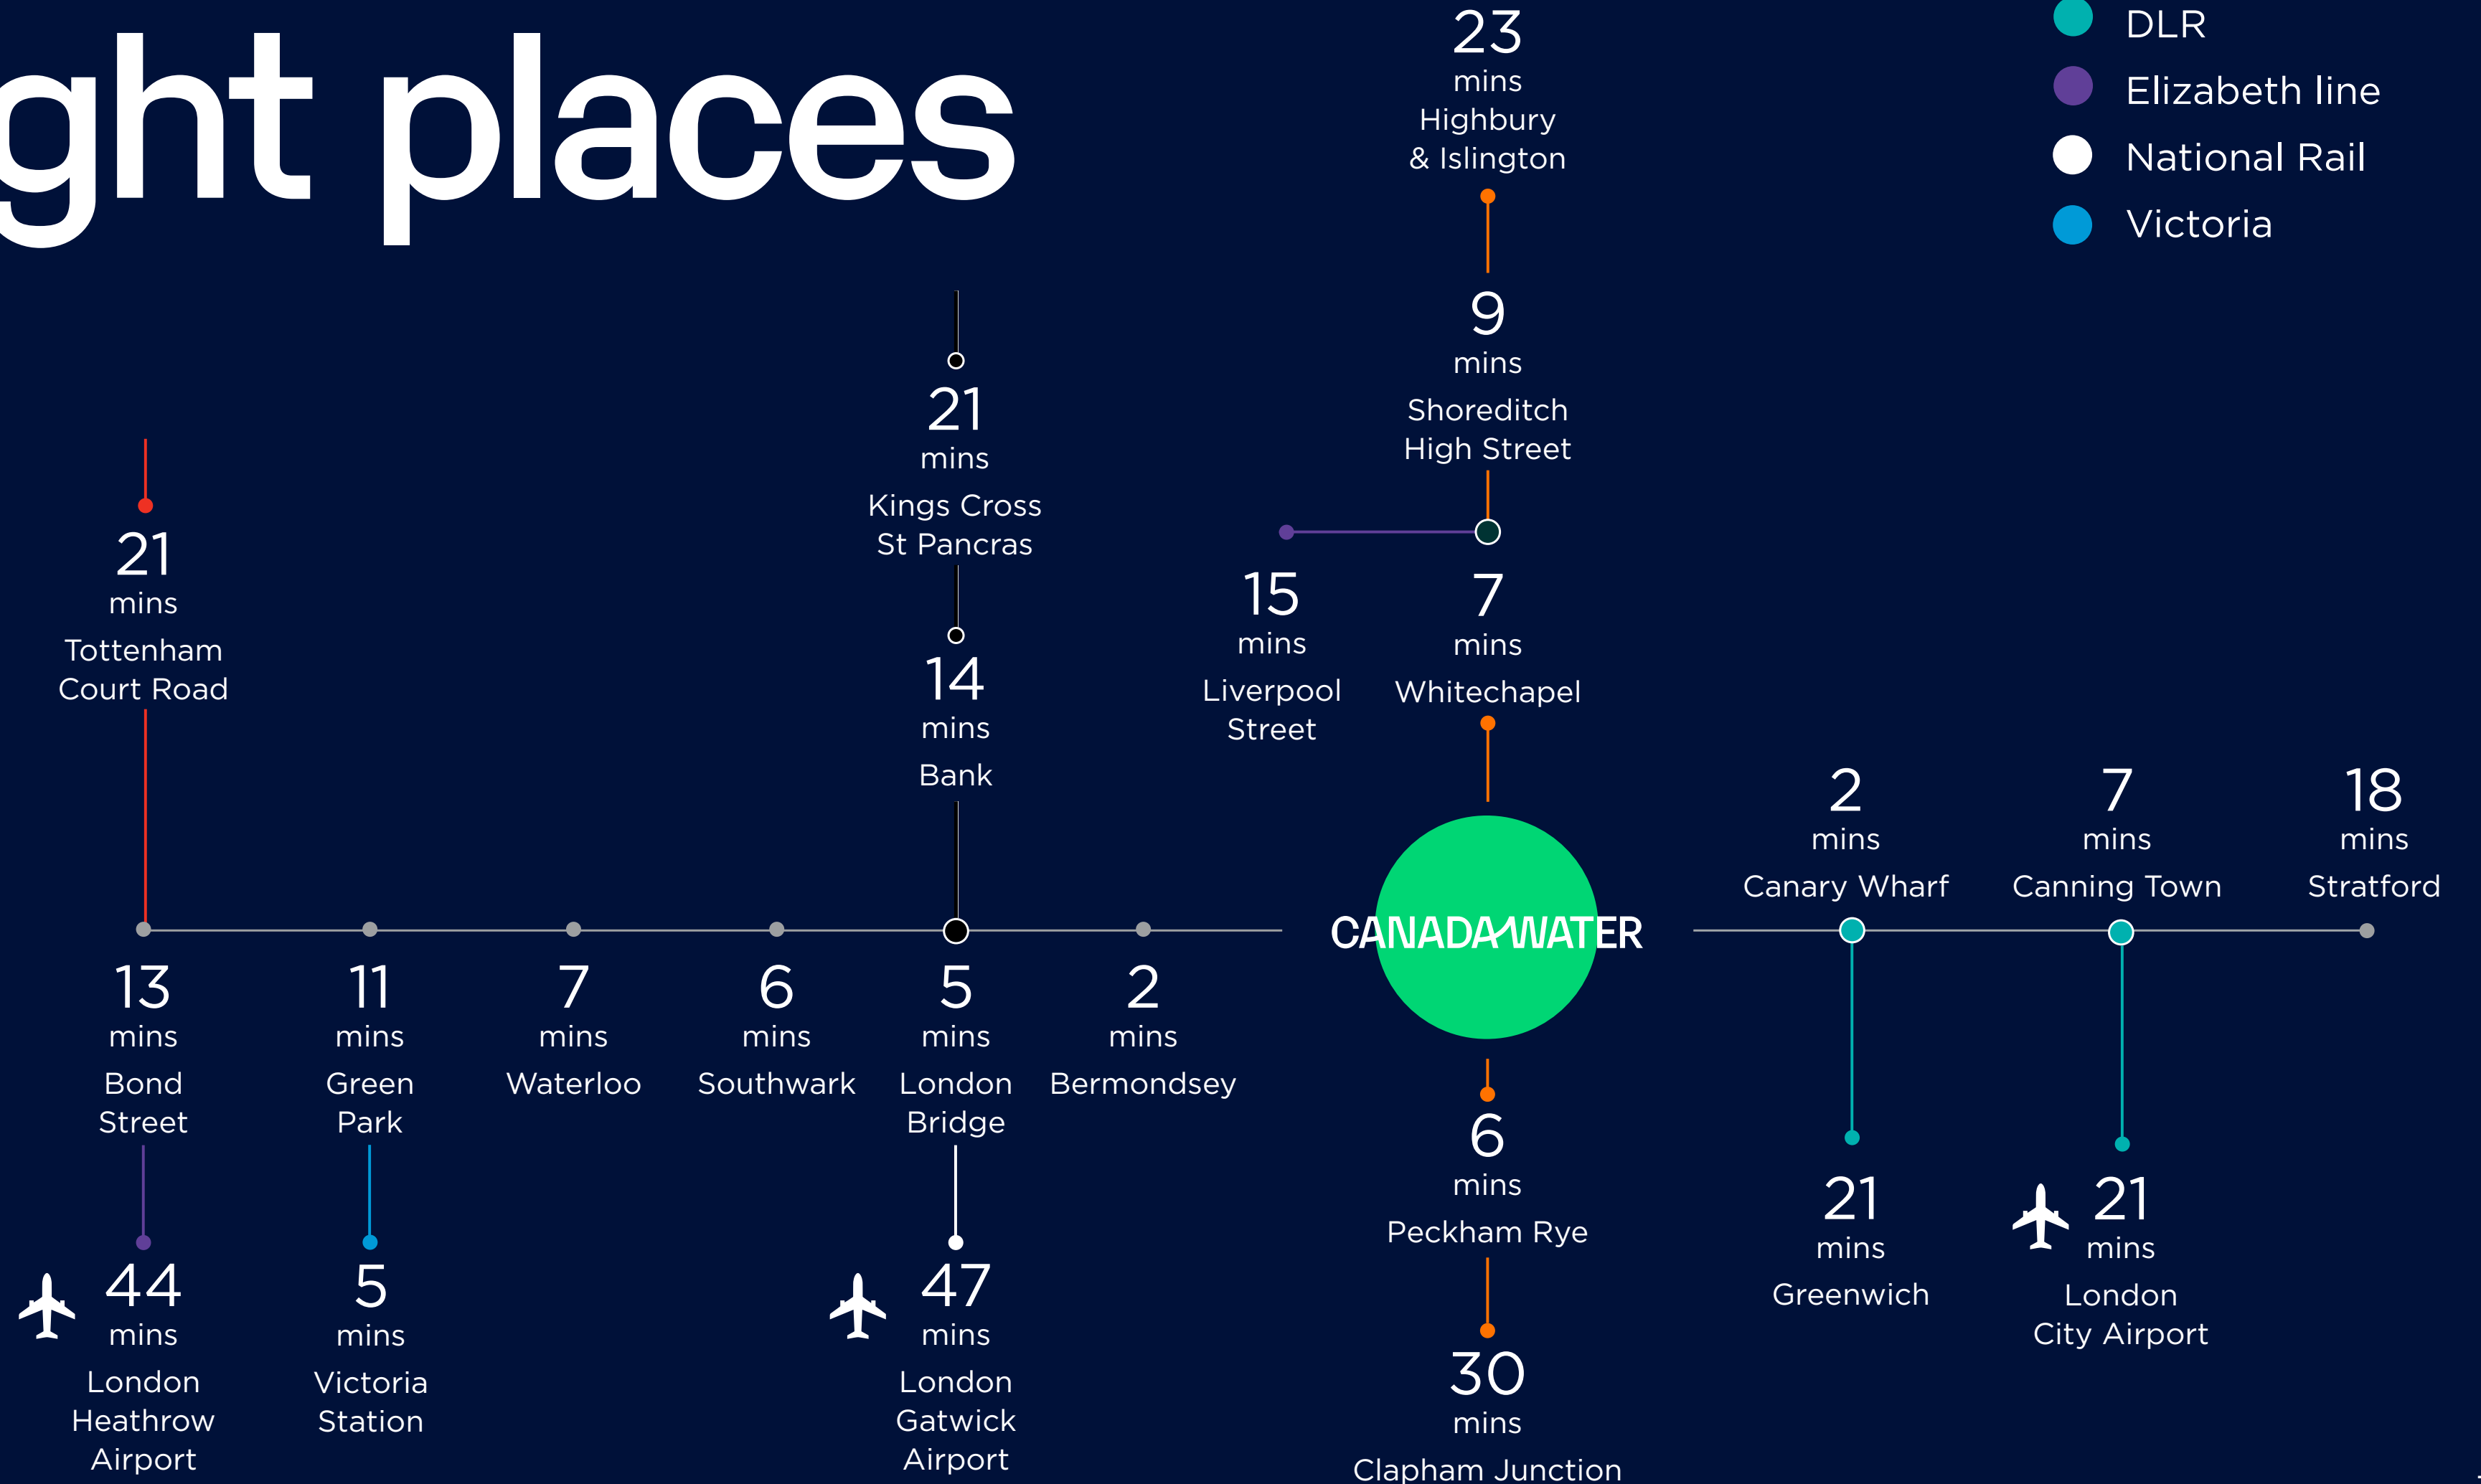 ght places
DLR
Elizabeth line
National Rail
Victoria
23
mins
Highbury
& Islington
9
mins
Shoreditch
High Street
21
mins
Kings Cross
St Pancras
21
mins
Tottenham
Court Road
14
mins
Bank
15
mins
Liverpool
Street
7
mins
Whitechapel
2
mins
Canary Wharf
7
mins
Canning Town
18
mins
Stratford
CANADA WATER
13
mins
Bond
Street
11
mins
Green
Park
7
mins
Waterloo
6
mins
Southwark
5
mins
London
Bridge
2
mins
Bermondsey
6
mins
Peckham Rye
21
mins
Greenwich
21
mins
London
City Airport
44
mins
London
Heathrow
Airport
5
mins
Victoria
Station
47
mins
London
Gatwick
Airport
30
mins
Clapham Junction